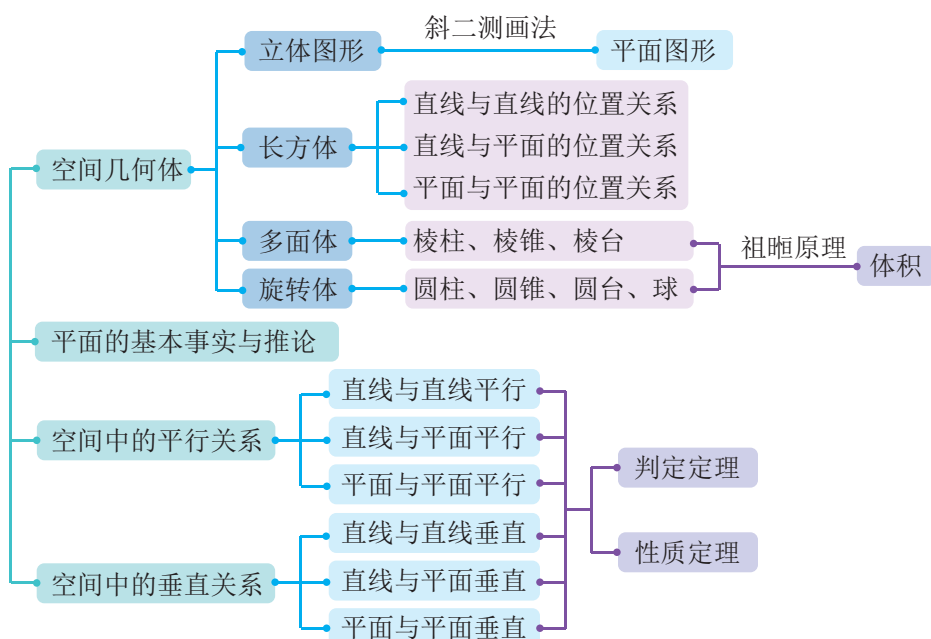 斜二测画法
立体图形
平面图形
直线与直线的位置关系
长方体
直线与平面的位置关系
空间几何体
平面与平面的位置关系
多面体
棱柱、棱锥、棱台
祖暅原理
体积
旋转体
圆柱、圆锥、圆台、球
平面的基本事实与推论
直线与直线平行
空间中的平行关系
直线与平面平行
判定定理
平面与平面平行
直线与直线垂直
性质定理
空间中的垂直关系
直线与平面垂直
平面与平面垂直